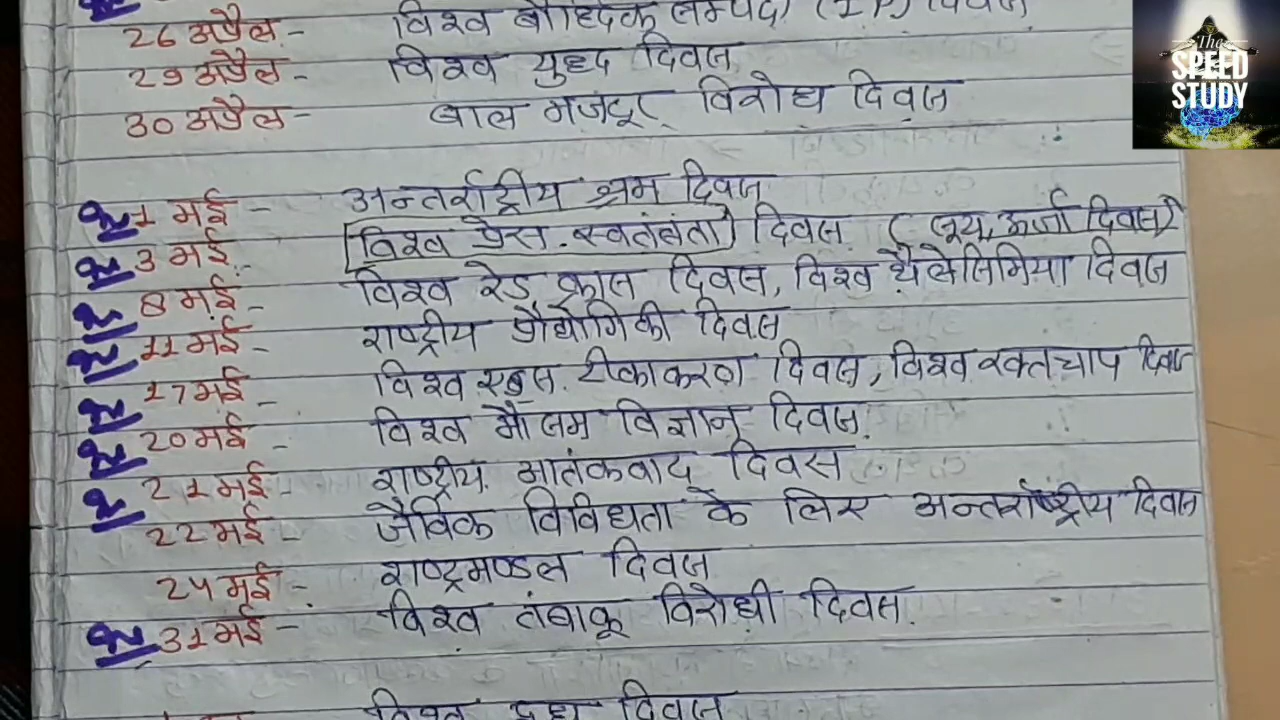 26 अप्रैल - विश्व बौद्धिक सम्पदा (IP) दिवस
29 अप्रैल - विश्व युद्ध दिवस
30 अप्रैल - बाल मजदूर विरोध दिवस
1 मई - अन्तर्राष्ट्रीय श्रम दिवस
3 मई - विश्व प्रेस स्वतंत्रता दिवस (सूर्य ऊर्जा दिवस)
8 मई - विश्व रेड क्रास दिवस, विश्व थैलेसिमिया दिवस
11 मई - राष्ट्रीय प्रौद्योगिकी दिवस
17 मई - विश्व एड्स टीकाकरण दिवस, विश्व रक्तचाप दिवस
20 मई - विश्व मौसम विज्ञान दिवस
21 मई - राष्ट्रीय आतंकवाद दिवस
22 मई - जैविक विविधता के लिए अन्तर्राष्ट्रीय दिवस
24 मई - राष्ट्रमण्डल दिवस
31 मई - विश्व तंबाकू विरोधी दिवस
दिवस
The
SPEED
STUDY